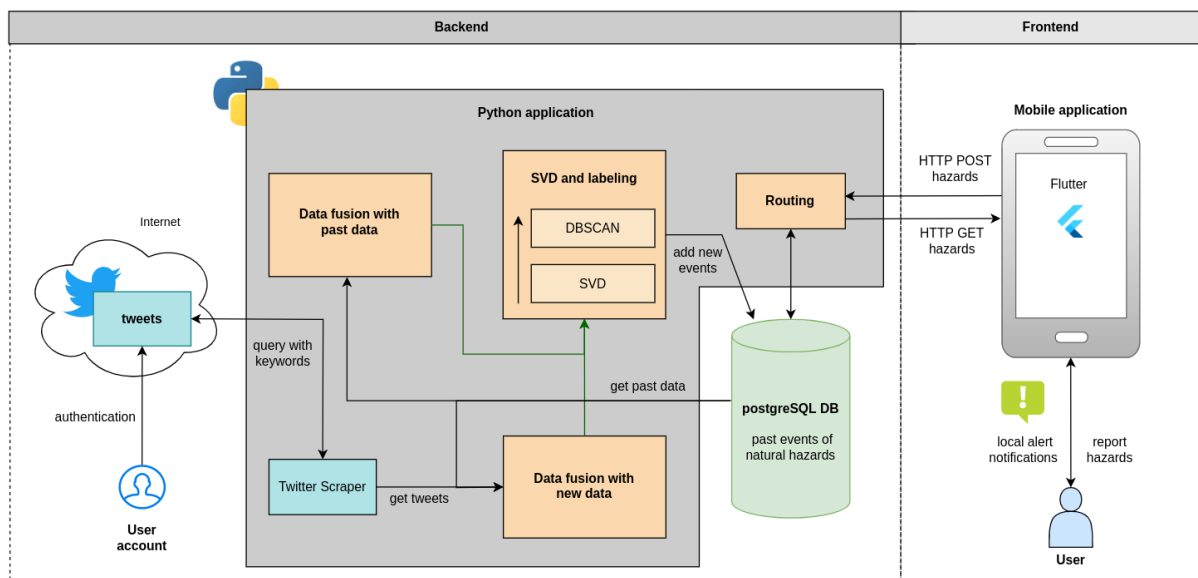 Backend
Frontend
Python application
Mobile application
SVD and labeling
DBSCAN
SVD
Data fusion with
past data
Routing
HTTP POST
hazards
HTTP GET
hazards
Flutter
Internet
tweets
add new
events
query with
keywords
get past data
authentication
postgreSQL DB
past events of
natural hazards
Twitter Scraper
get tweets
Data fusion with
new data
local alert
notifications
report
hazards
User
account
User